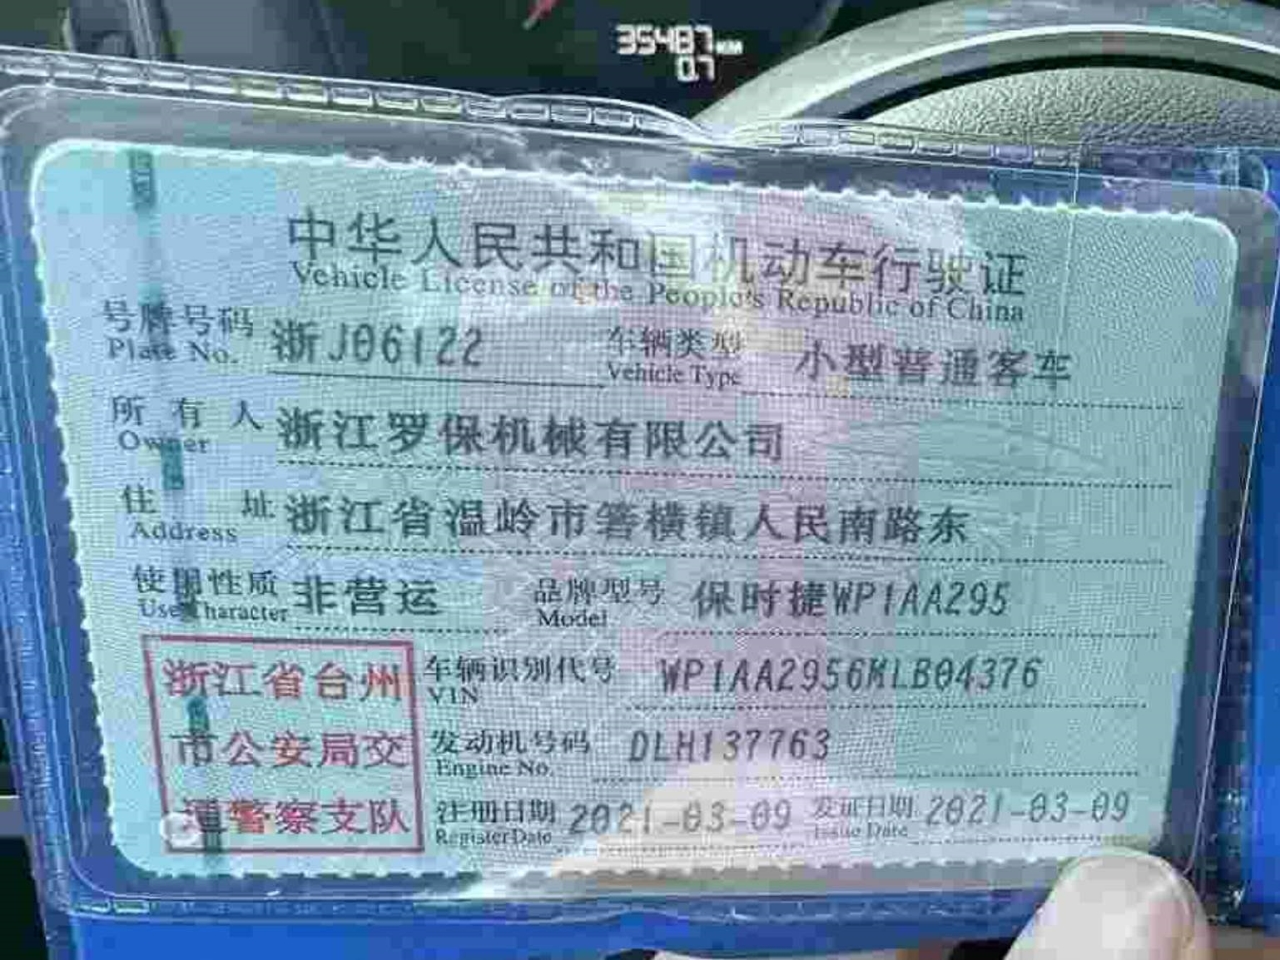 35487KM
0.7
中华人民共和国机动车行驶证
Vehicle License of the People's Republic of China
号牌号码 浙J06122 车辆类型 小型普通客车
Plate No. Vehicle Type
所有人 浙江罗保机械有限公司
Owner
住址 浙江省温岭市箬横镇人民南路东
Address
使用性质 非营运 品牌型号 保时捷WP1AA295
Use Character Model
浙江省台州
市公安局交
通警察支队
车辆识别代号 WP1AA2956MLB04376
VIN
发动机号码 DLH137763
Engine No.
注册日期 2021-03-09 发证日期 2021-03-09
Register Date Issue Date